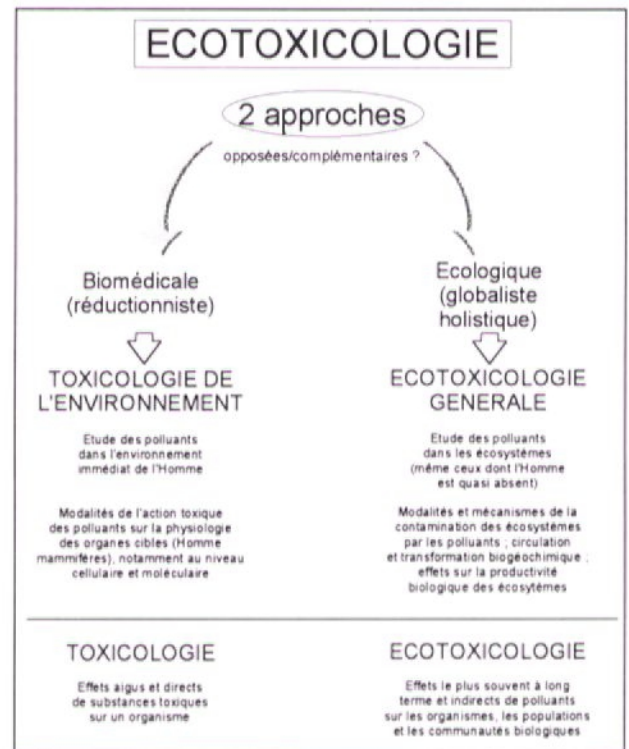 ECOTOXICOLOGIE
2 approches
opposées/complémentaires ?
Biomédicale
(réductionniste)
TOXICOLOGIE DE
L'ENVIRONNEMENT
Etude des polluants
dans l'environnement
immédiat de l'Homme
Modalités de l'action toxique
des polluants sur la physiologie
des organes cibles (Homme
mammifères), notamment au niveau
cellulaire et moléculaire
Ecologique
(globaliste
holistique)
ECOTOXICOLOGIE
GENERALE
Etude des polluants
dans les écosystèmes
(même ceux dont l'Homme
est quasi absent)
Modalités et mécanismes de la
contamination des écosystèmes
par les polluants ; circulation
et transformation biogéochimique ;
effets sur la productivité
biologique des écosytèmes
TOXICOLOGIE
Effets aigus et directs
de substances toxiques
sur un organisme
ECOTOXICOLOGIE
Effets le plus souvent à long
terme et indirects de polluants
sur les organismes, les populations
et les communautés biologiques